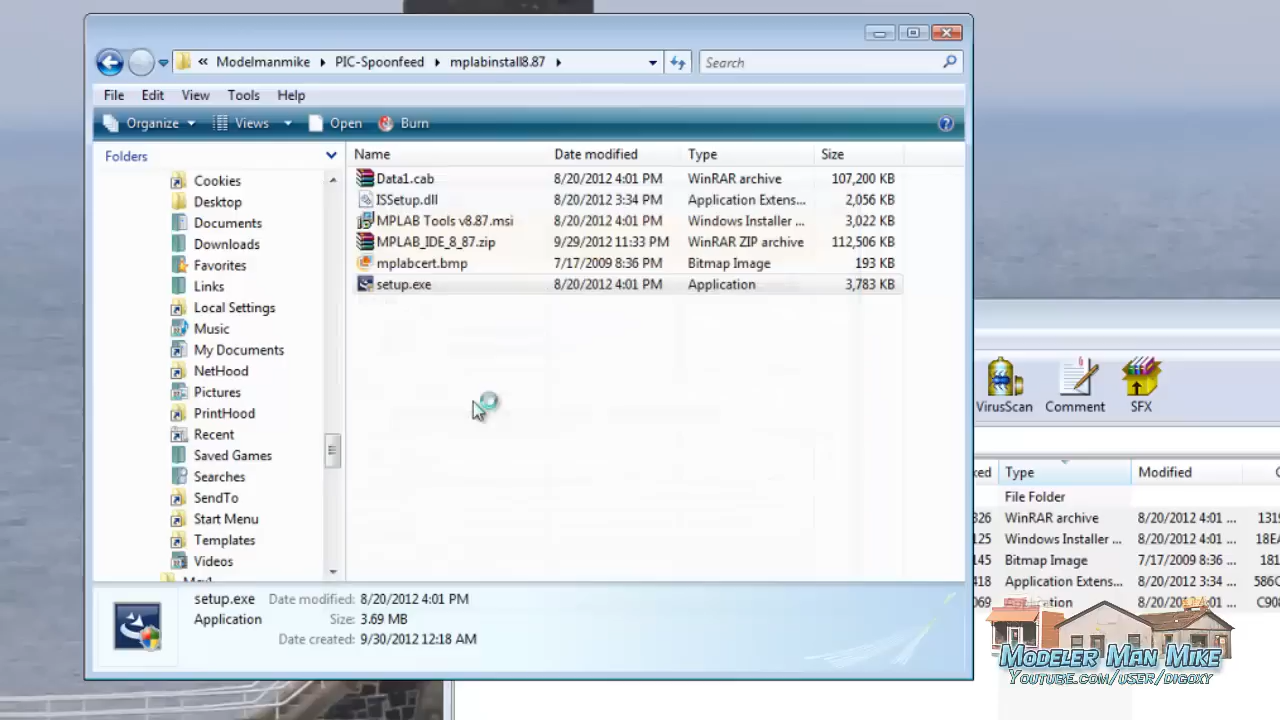 « Modelmanmike ▸ PIC-Spoonfeed ▸ mplabinstall8.87 ▸
Search
File Edit View Tools Help
Organize Views Open Burn
Folders
Name Date modified Type Size
Cookies
Desktop
Documents
Downloads
Favorites
Links
Local Settings
Music
My Documents
NetHood
Pictures
PrintHood
Recent
Saved Games
Searches
SendTo
Start Menu
Templates
Videos
Data1.cab 8/20/2012 4:01 PM WinRAR archive 107,200 KB
ISSetup.dll 8/20/2012 3:34 PM Application Extens... 2,056 KB
MPLAB Tools v8.87.msi 8/20/2012 4:01 PM Windows Installer ... 3,022 KB
MPLAB_IDE_8_87.zip 9/29/2012 11:33 PM WinRAR ZIP archive 112,506 KB
mplabcert.bmp 7/17/2009 8:36 PM Bitmap Image 193 KB
setup.exe 8/20/2012 4:01 PM Application 3,783 KB
setup.exe Date modified: 8/20/2012 4:01 PM
Application Size: 3.69 MB
Date created: 9/30/2012 12:18 AM
VirusScan Comment SFX
Type Modified
File Folder
WinRAR archive 8/20/2012 4:01 ...
Windows Installer ... 8/20/2012 4:01 ...
Bitmap Image 7/17/2009 8:36 ...
Application Extens... 8/20/2012 3:34 ...
Modeler Man Mike
Youtube.com/user/digoxy